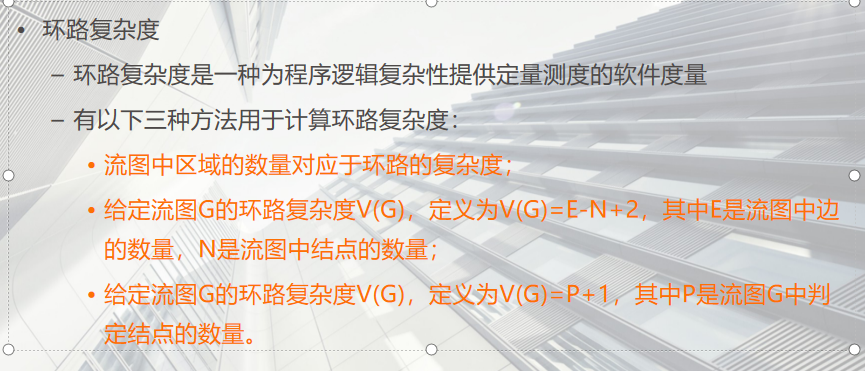 • 环路复杂度
– 环路复杂度是一种为程序逻辑复杂性提供定量测度的软件度量
– 有以下三种方法用于计算环路复杂度：
• 流图中区域的数量对应于环路的复杂度；
• 给定流图G的环路复杂度V(G)，定义为V(G)=E-N+2，其中E是流图中边
的数量，N是流图中结点的数量；
• 给定流图G的环路复杂度V(G)，定义为V(G)=P+1，其中P是流图G中判
定结点的数量。